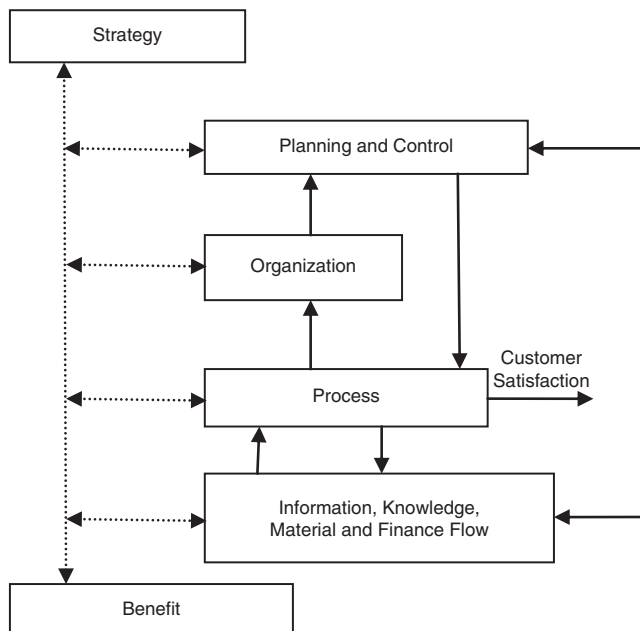 Strategy
Planning and Control
Organization
Customer
Satisfaction
Process
Information, Knowledge,
Material and Finance Flow
Benefit